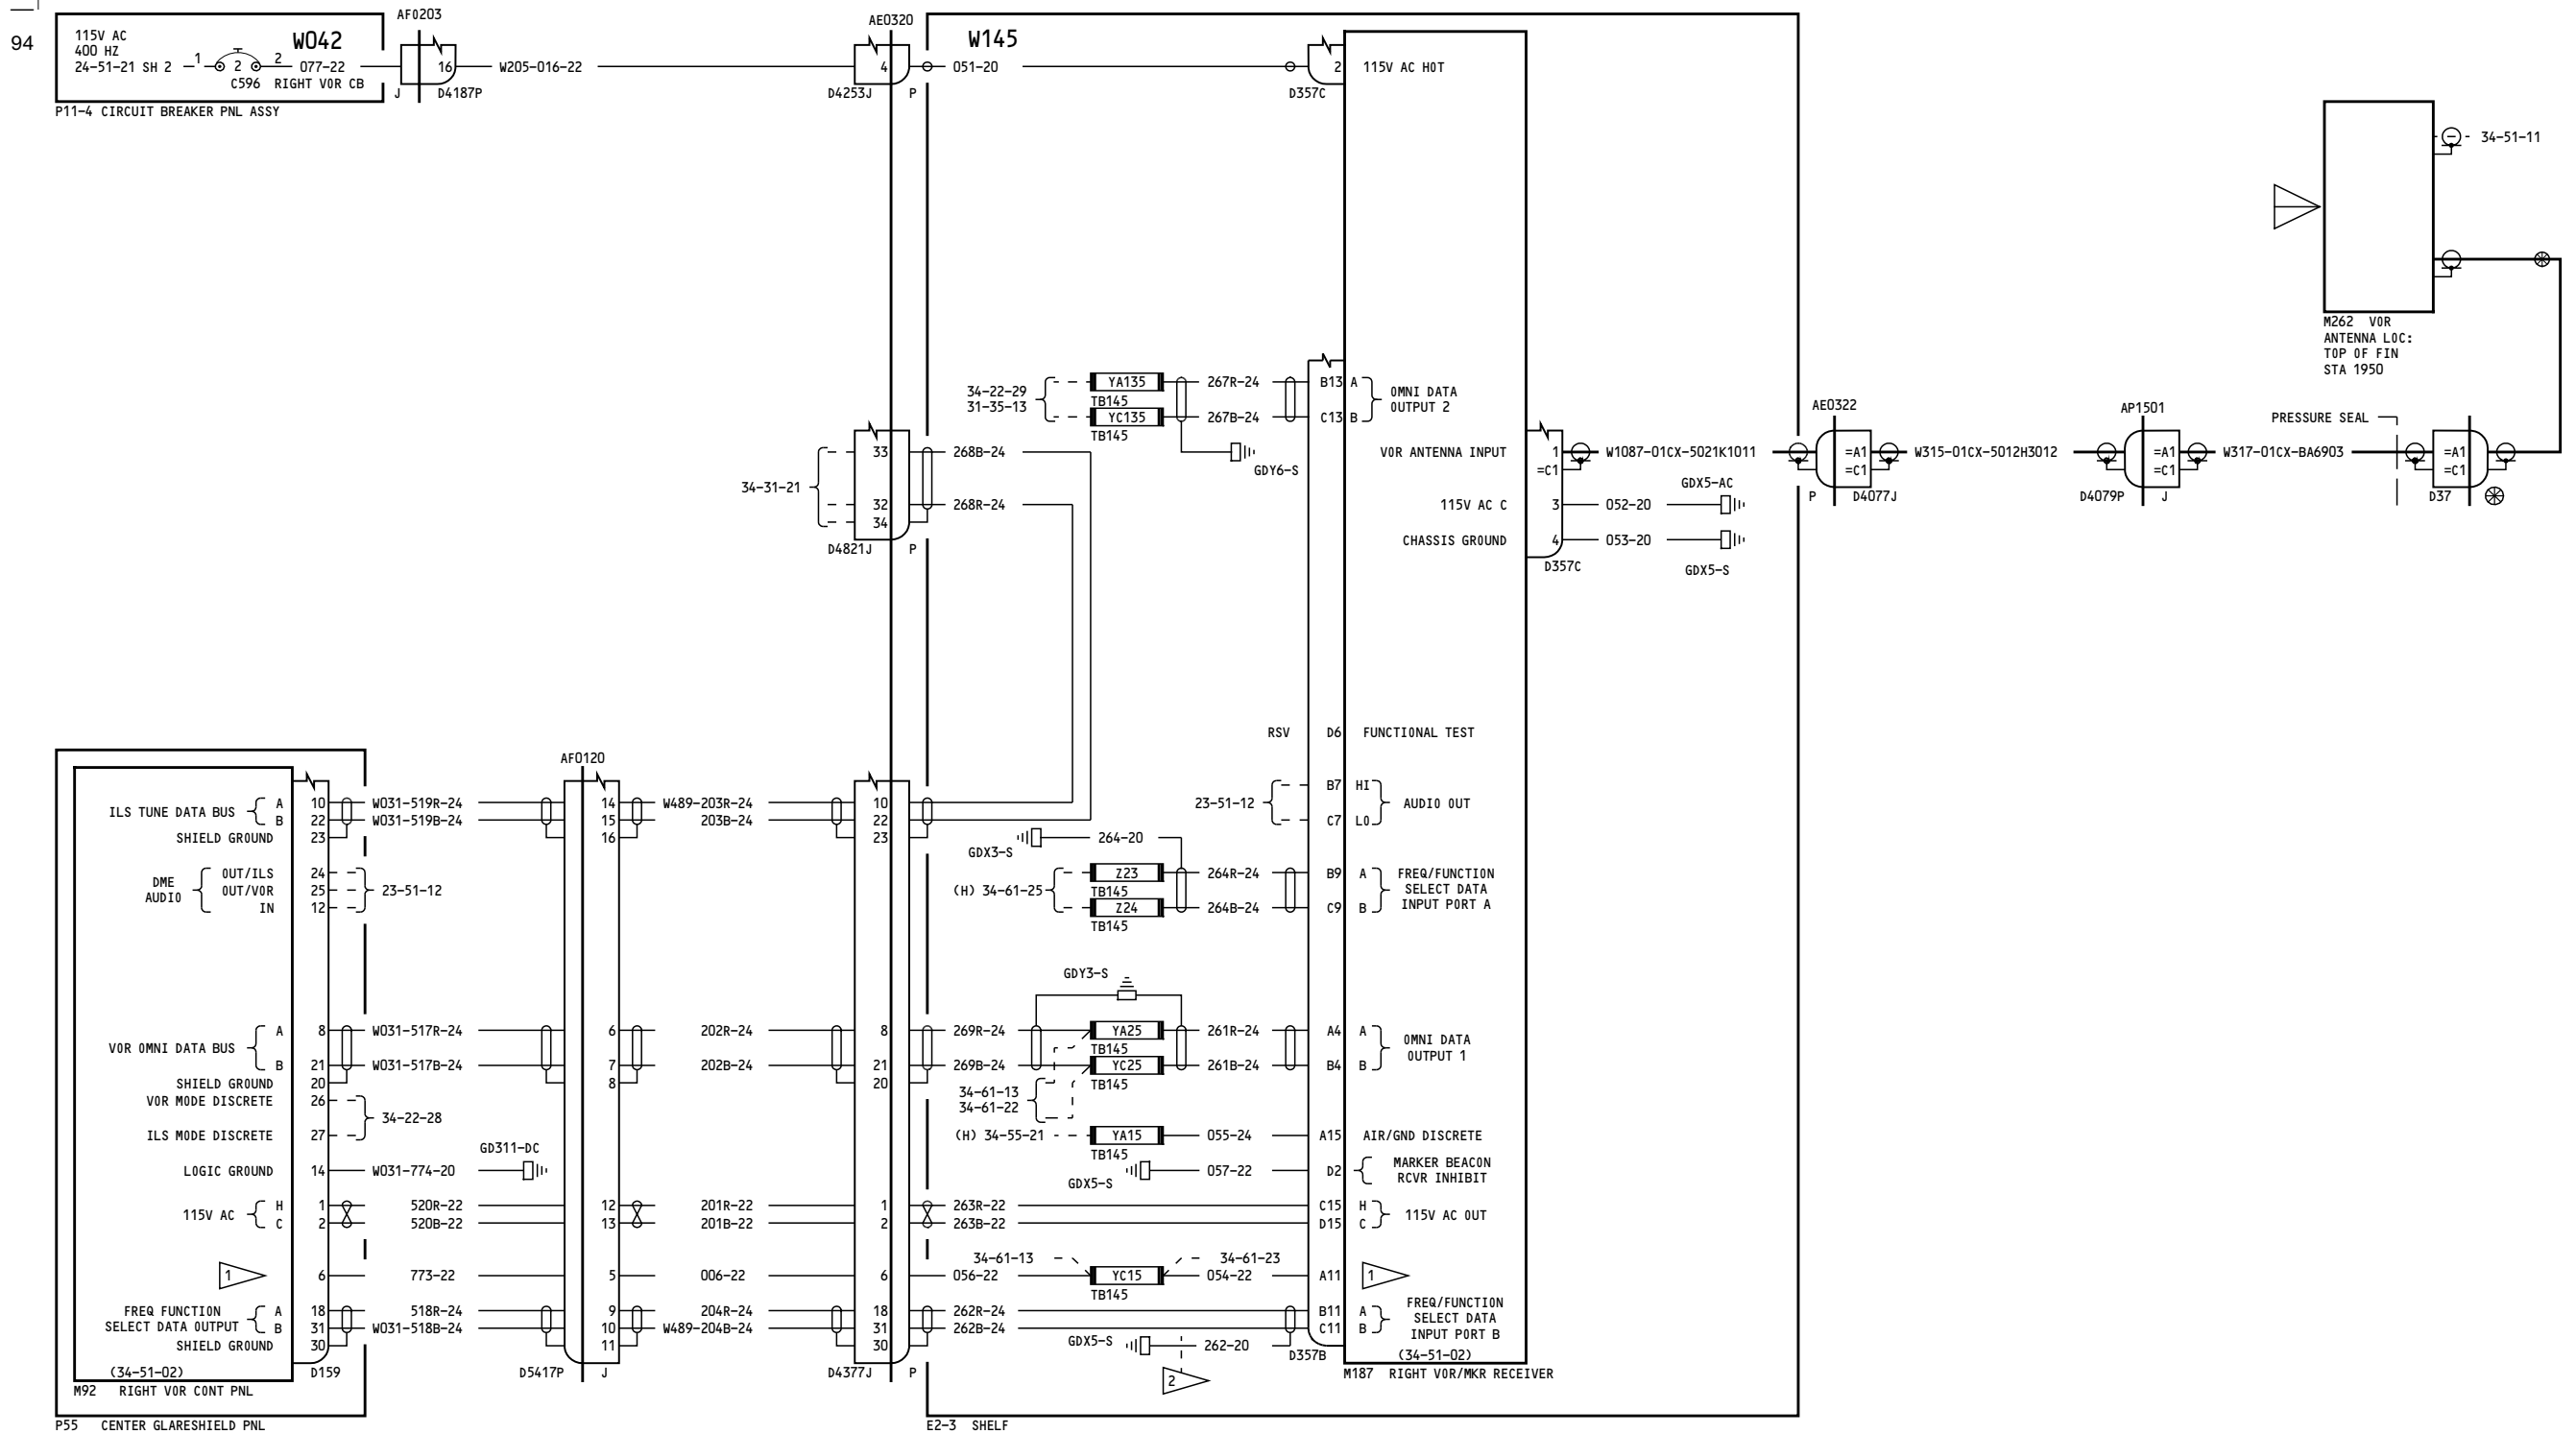 94
AF0203
AE0320
115V AC
400 HZ
24-51-21 SH 2
1
2
2
077-22
W042
C596 RIGHT VOR CB
P11-4 CIRCUIT BREAKER PNL ASSY
J
16
D4187P
W205-016-22
4
D4253J
P
W145
051-20
2
D357C
115V AC HOT
34-51-11
M262 VOR
ANTENNA LOC:
TOP OF FIN
STA 1950
34-22-29
31-35-13
YA135
TB145
YC135
TB145
267R-24
267B-24
GDY6-S
B13 A
C13 B
OMNI DATA
OUTPUT 2
34-31-21
33
32
34
D4821J
P
268B-24
268R-24
VOR ANTENNA INPUT
1
=C1
115V AC C
3
CHASSIS GROUND
4
D357C
W1087-01CX-5021K1011
052-20
GDX5-AC
053-20
GDX5-S
AE0322
=A1
=C1
P
D4077J
W315-01CX-5012H3012
AP1501
=A1
=C1
D4079P
J
W317-01CX-BA6903
PRESSURE SEAL
=A1
=C1
D37
RSV
D6
FUNCTIONAL TEST
23-51-12
B7 HI
C7 LO
AUDIO OUT
GDX3-S
264-20
(H) 34-61-25
Z23
TB145
Z24
TB145
264R-24
264B-24
B9 A
C9 B
FREQ/FUNCTION
SELECT DATA
INPUT PORT A
GDY3-S
269R-24
269B-24
YA25
TB145
YC25
TB145
261R-24
261B-24
A4 A
B4 B
OMNI DATA
OUTPUT 1
34-61-13
34-61-22
(H) 34-55-21
YA15
TB145
055-24
A15
AIR/GND DISCRETE
GDX5-S
057-22
D2
MARKER BEACON
RCVR INHIBIT
263R-22
263B-22
C15 H
D15 C
115V AC OUT
34-61-13
34-61-23
056-22
YC15
TB145
054-22
A11
1
262R-24
262B-24
B11 A
C11 B
FREQ/FUNCTION
SELECT DATA
INPUT PORT B
GDX5-S
262-20
D357B
2
(34-51-02)
M187 RIGHT VOR/MKR RECEIVER
E2-3 SHELF
ILS TUNE DATA BUS
A
B
10
22
SHIELD GROUND
23
DME
AUDIO
OUT/ILS
OUT/VOR
IN
24
25
12
23-51-12
W031-519R-24
W031-519B-24
AF0120
14
15
16
W489-203R-24
203B-24
10
22
23
VOR OMNI DATA BUS
A
B
8
21
SHIELD GROUND
20
W031-517R-24
W031-517B-24
6
7
8
202R-24
202B-24
8
21
20
VOR MODE DISCRETE
26
ILS MODE DISCRETE
27
34-22-28
LOGIC GROUND
14
W031-774-20
GD311-DC
115V AC
H
C
1
2
520R-22
520B-22
12
13
201R-22
201B-22
1
2
1
6
773-22
5
006-22
6
FREQ FUNCTION
SELECT DATA OUTPUT
A
B
18
31
SHIELD GROUND
30
518R-24
W031-518B-24
9
10
11
204R-24
W489-204B-24
18
31
30
(34-51-02)
D159
D5417P
J
D4377J
P
M92 RIGHT VOR CONT PNL
P55 CENTER GLARESHIELD PNL